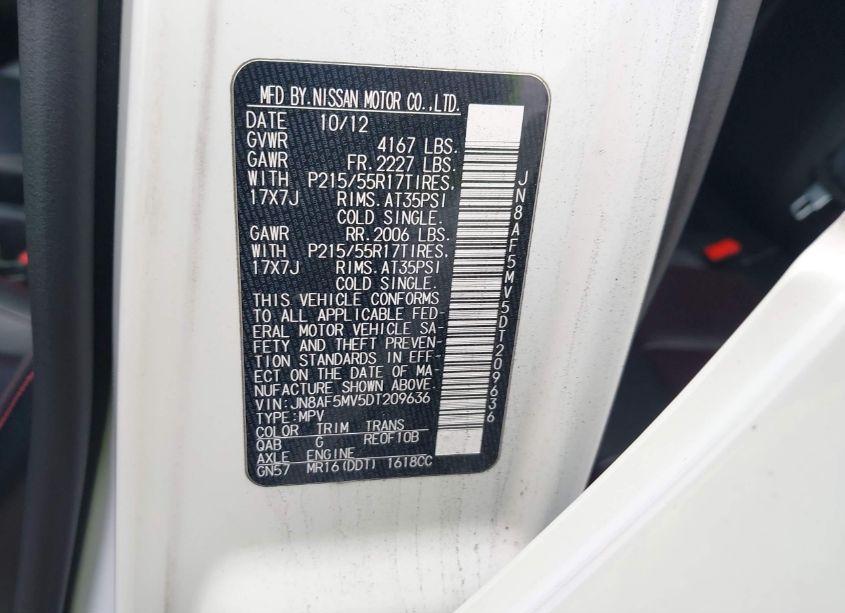 MFD BY.NISSAN MOTOR CO.,LTD.
DATE 10/12
GVWR 4167 LBS.
GAWR FR.2227 LBS.
WITH P215/55R17TIRES,
17X7J RIMS.AT35PSI
COLD SINGLE.
GAWR RR.2006 LBS.
WITH P215/55R17TIRES,
17X7J RIMS.AT35PSI
COLD SINGLE.
THIS VEHICLE CONFORMS
TO ALL APPLICABLE FED-
ERAL MOTOR VEHICLE SA-
FETY AND THEFT PREVEN-
TION STANDARDS IN EFF-
ECT ON THE DATE OF MA-
NUFACTURE SHOWN ABOVE.
VIN:JN8AF5MV5DT209636
TYPE:MPV
COLOR TRIM TRANS
QAB G RE0F10B
AXLE ENGINE
GN57 MR16(DDT) 1618CC
JN8AF5MV5DT209636